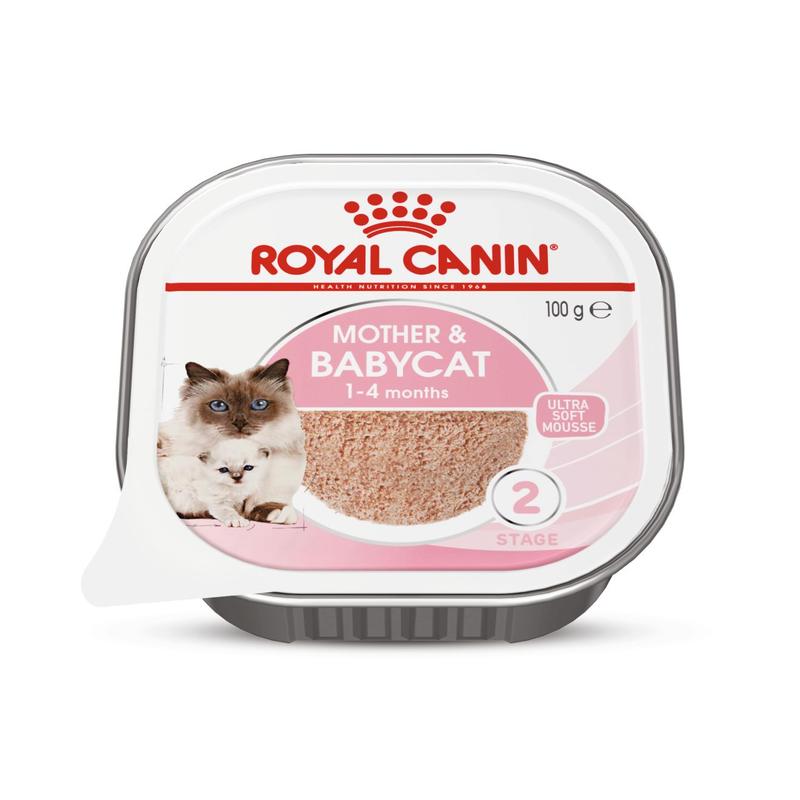 ROYAL CANIN®
HEALTH NUTRITION SINCE 1968
100 g ℮
MOTHER &
BABYCAT
1-4 months
ULTRA
SOFT
MOUSSE
2
STAGE